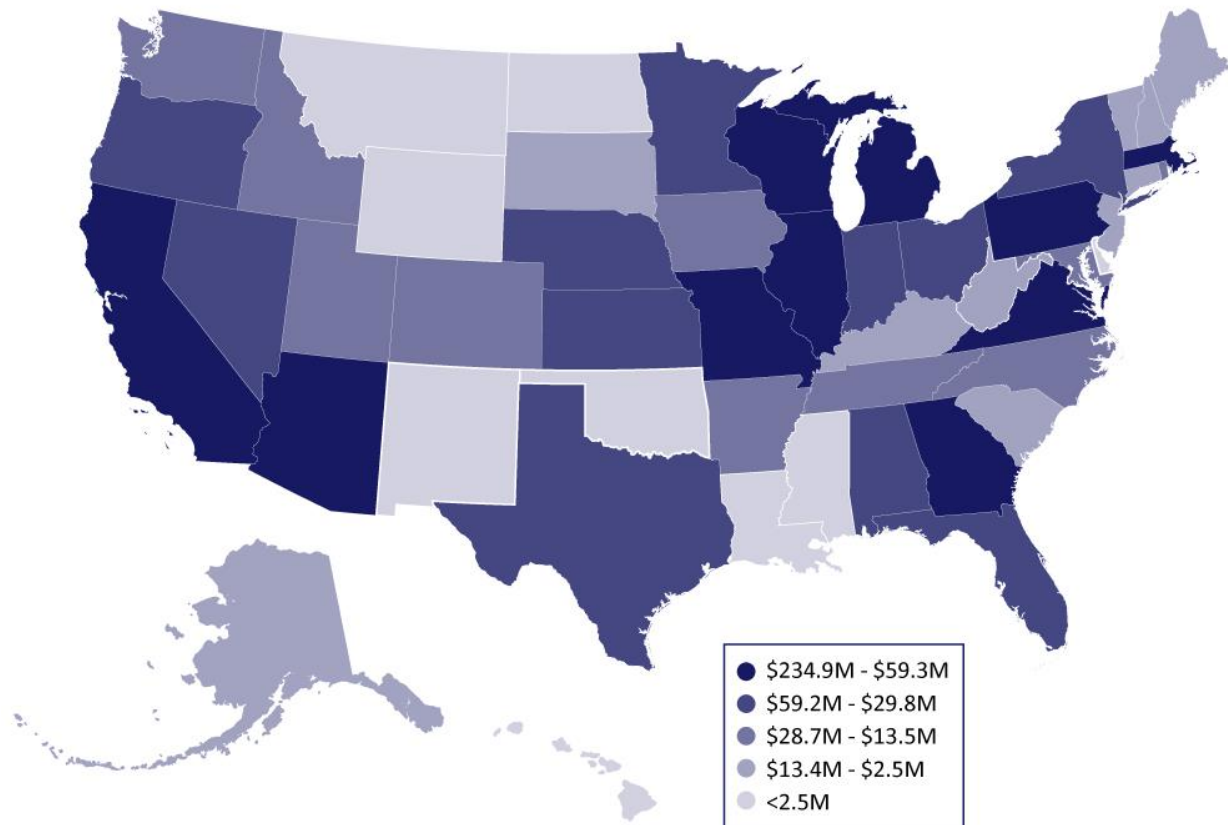 $234.9M - $59.3M
$59.2M - $29.8M
$28.7M - $13.5M
$13.4M - $2.5M
<2.5M